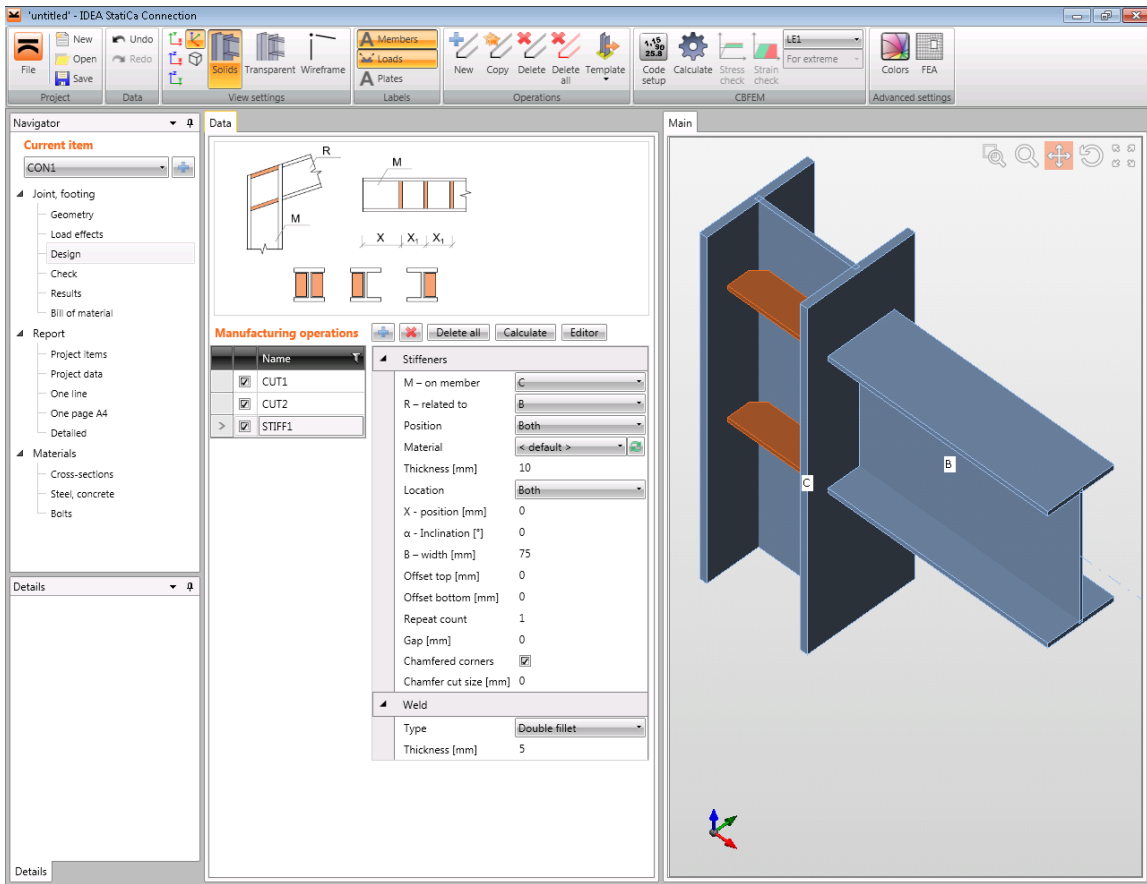 'untitled' - IDEA StatiCa Connection
File
New
Open
Save
Project
Undo
Redo
Data
Solids
Transparent
Wireframe
View settings
Members
Loads
Plates
Labels
New
Copy
Delete
Delete all
Template
Operations
1,15
90
25.8
Code setup
Calculate
Stress check
Strain check
LE1
For extreme
CBFEM
Colors
FEA
Advanced settings
Navigator
Current item
CON1
Joint, footing
Geometry
Load effects
Design
Check
Results
Bill of material
Report
Project items
Project data
One line
One page A4
Detailed
Materials
Cross-sections
Steel, concrete
Bolts
Details
Details
Data
R
M
M
X
X1
X1
Manufacturing operations
Delete all
Calculate
Editor
Name
CUT1
CUT2
> STIFF1
Stiffeners
M – on member C
R – related to B
Position Both
Material < default >
Thickness [mm] 10
Location Both
X - position [mm] 0
α - Inclination [°] 0
B – width [mm] 75
Offset top [mm] 0
Offset bottom [mm] 0
Repeat count 1
Gap [mm] 0
Chamfered corners
Chamfer cut size [mm] 0
Weld
Type Double fillet
Thickness [mm] 5
Main
B
C